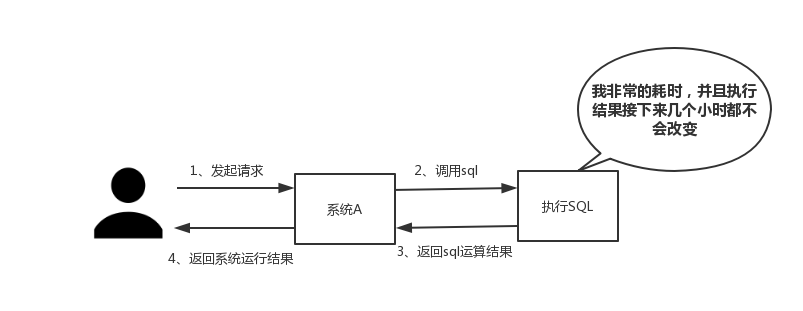 我非常的耗时，并且执行
结果接下来几个小时都不
会改变
1、发起请求
2、调用sql
系统A
执行SQL
3、返回sql运算结果
4、返回系统运行结果